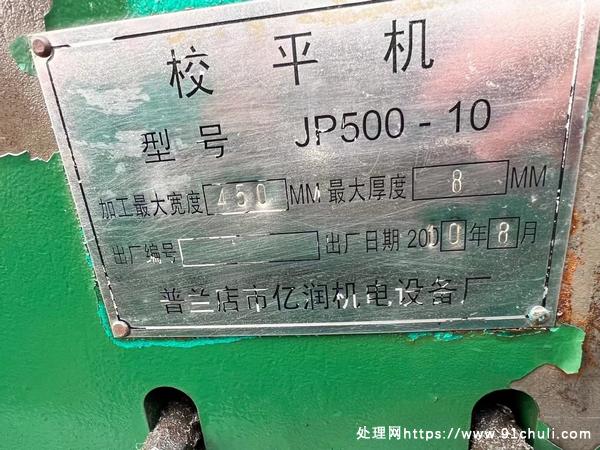 校平机
型号 JP500-10
加工最大宽度 450 MM 最大厚度 8 MM
出厂编号 出厂日期 2010年8月
普兰店市亿润机电设备厂
处理网https://www.91chuli.com